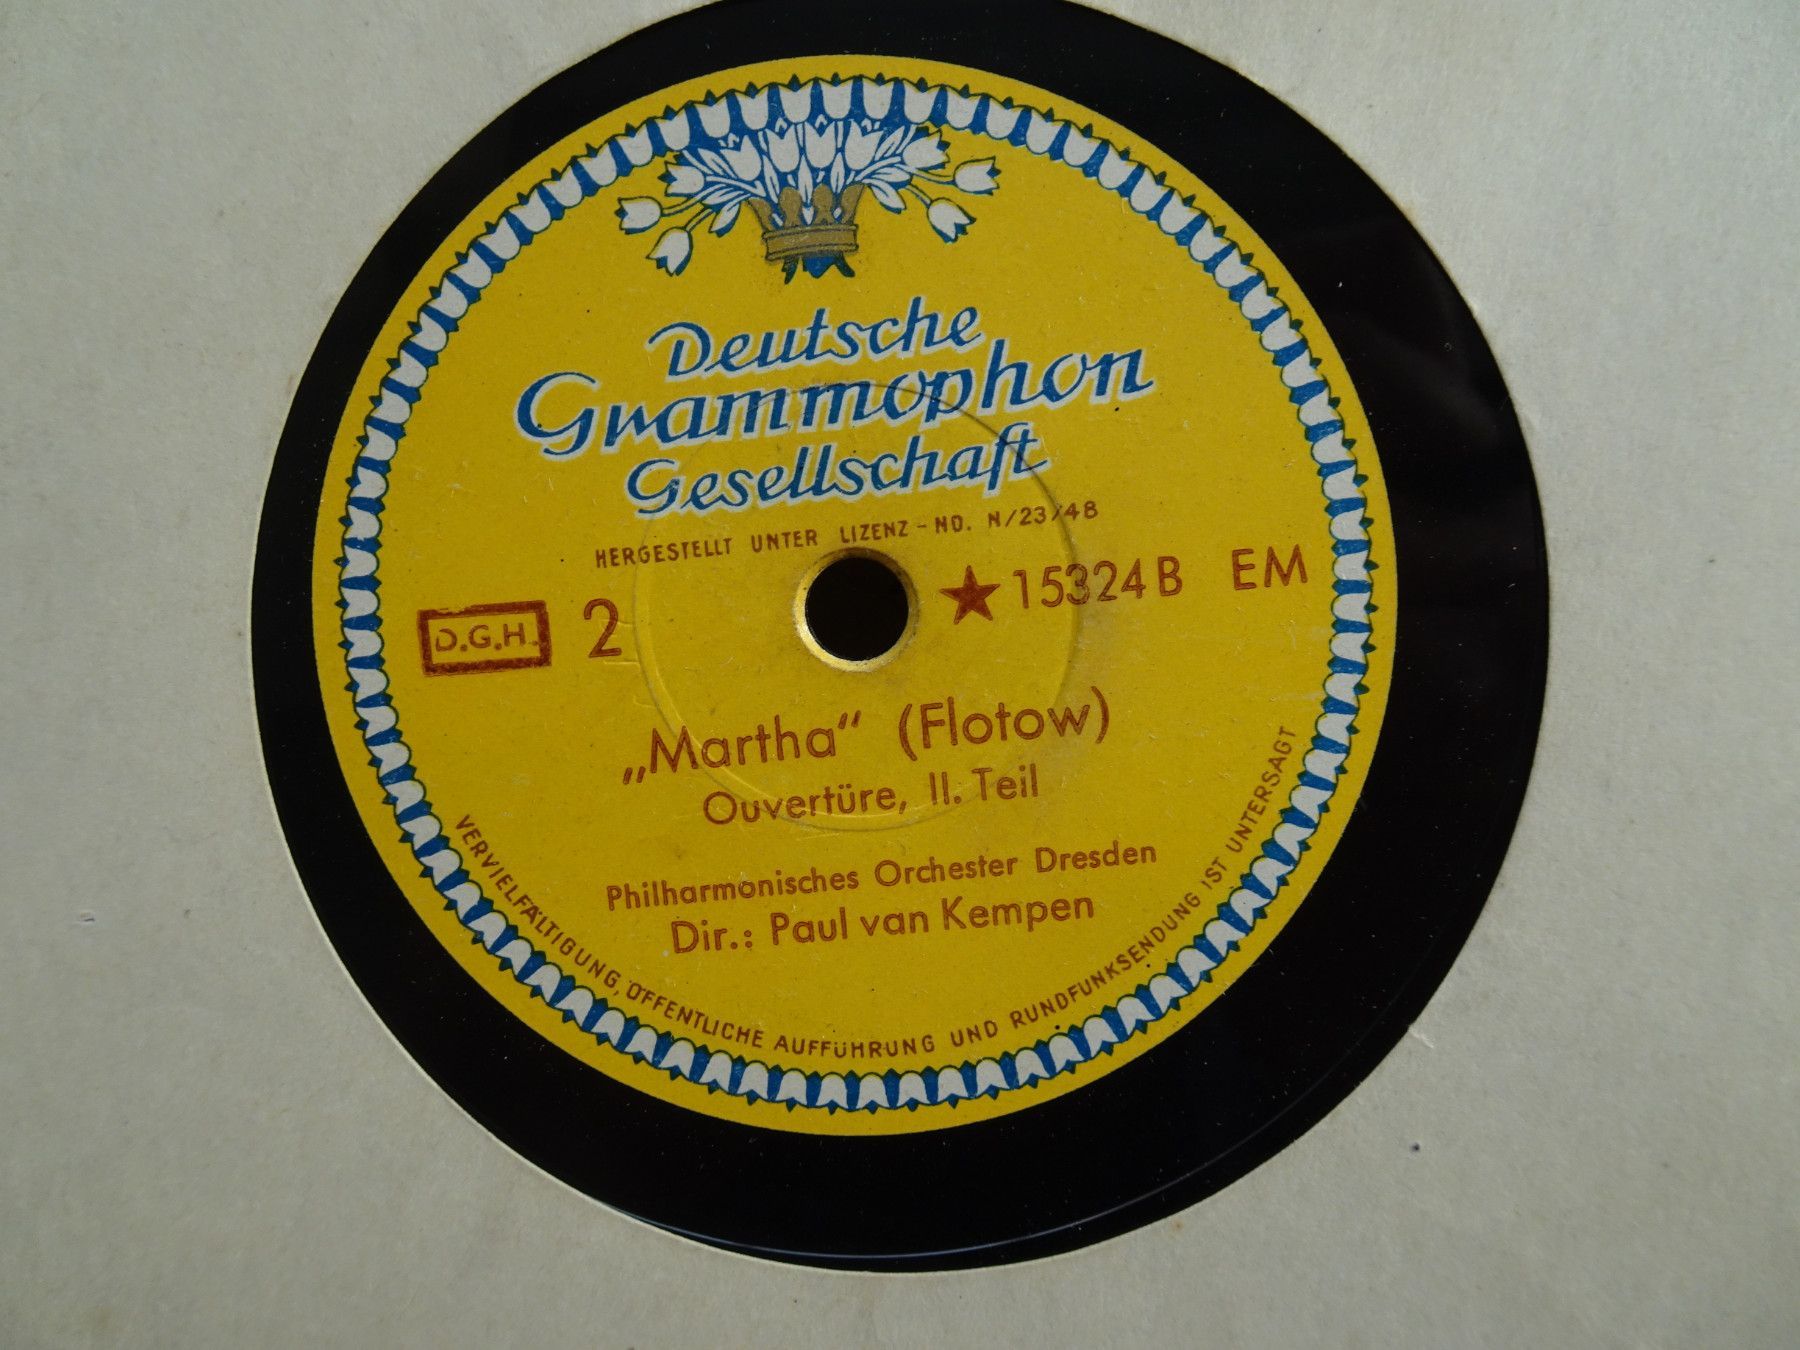 Deutsche
Grammophon
Gesellschaft
HERGESTELLT UNTER LIZENZ-NO. N/23/48
D.G.H. 2 ★ 15324 B EM
„Martha“ (Flotow)
Ouvertüre, II. Teil
Philharmonisches Orchester Dresden
Dir.: Paul van Kempen
VERVIELFÄLTIGUNG, ÖFFENTLICHE AUFFÜHRUNG UND RUNDFUNKSENDUNG IST UNTERSAGT